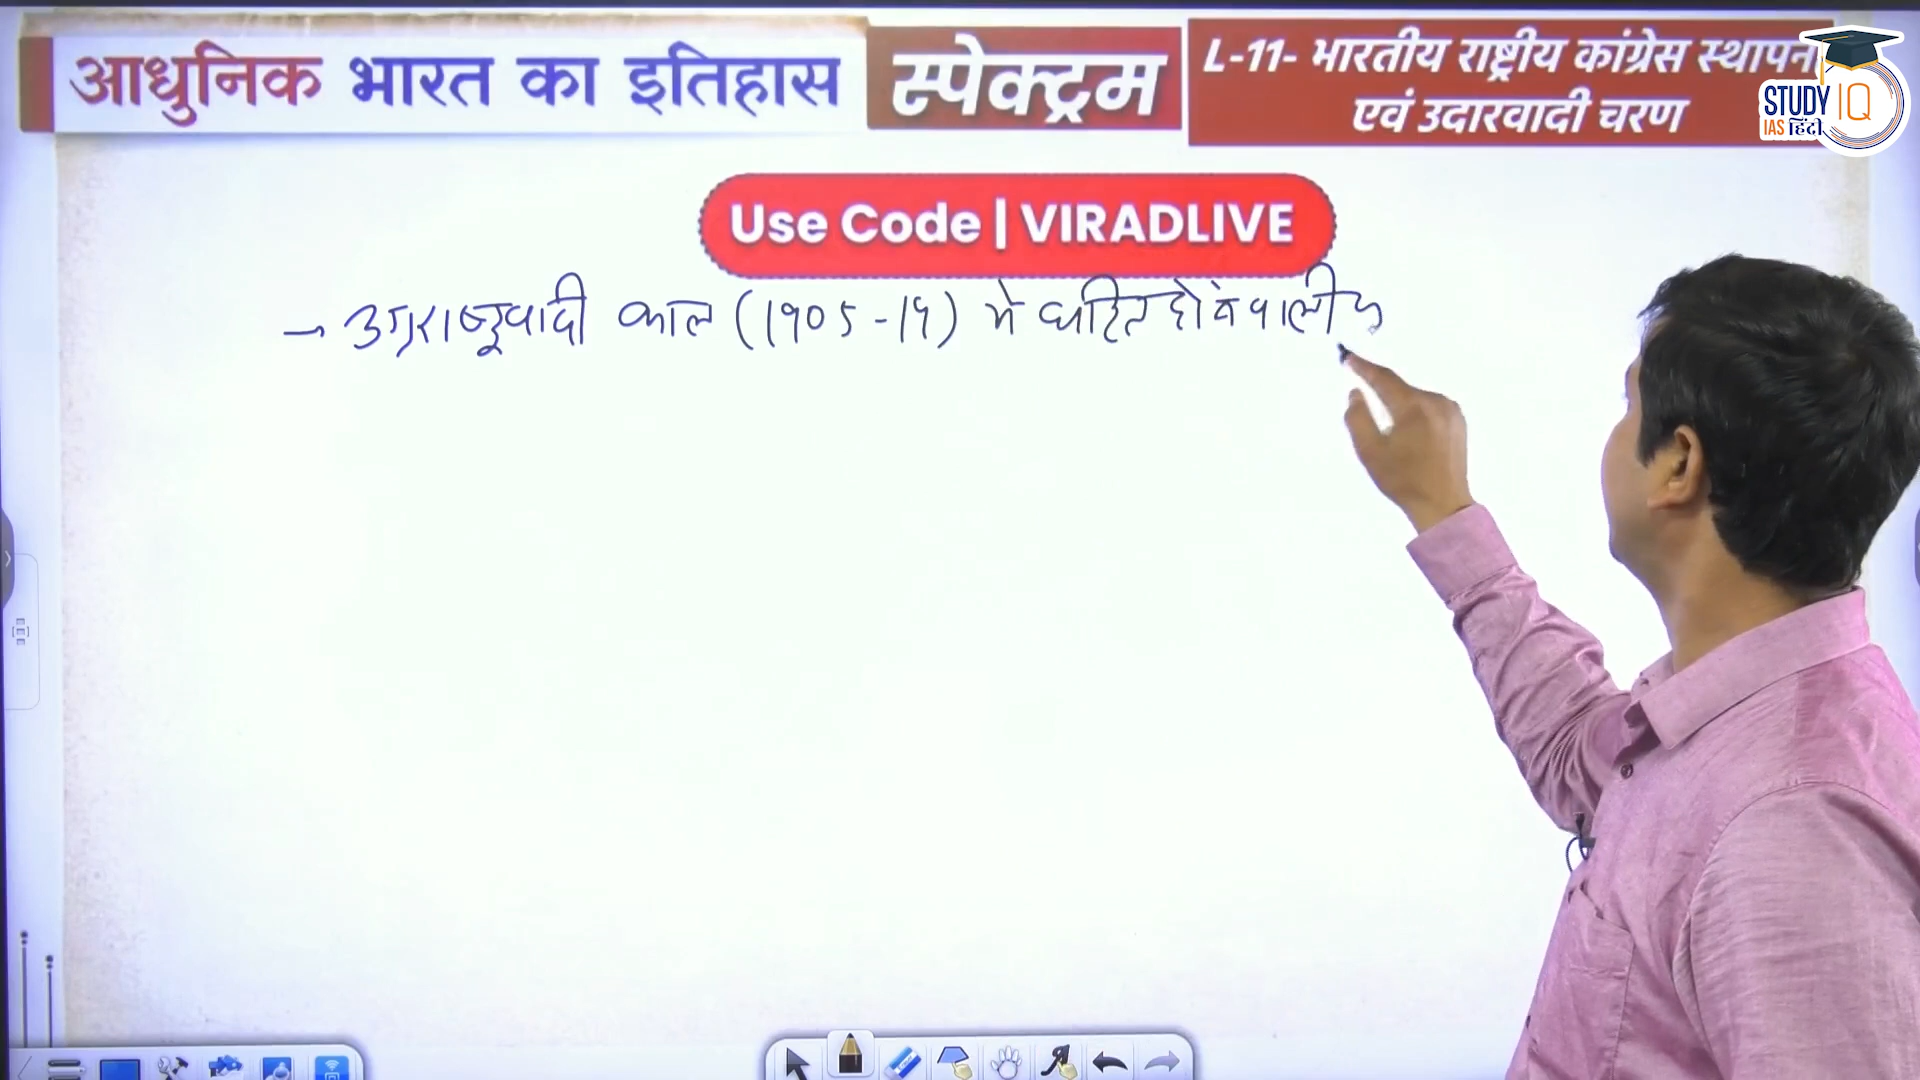 आधुनिक भारत का इतिहास
स्पेक्ट्रम
L-11- भारतीय राष्ट्रीय कांग्रेस स्थापना
एवं उदारवादी चरण
STUDY IQ
IAS हिंदी
Use Code | VIRADLIVE
→ उग्रराष्ट्रवादी काल (1905-19) में घटित होने वाली